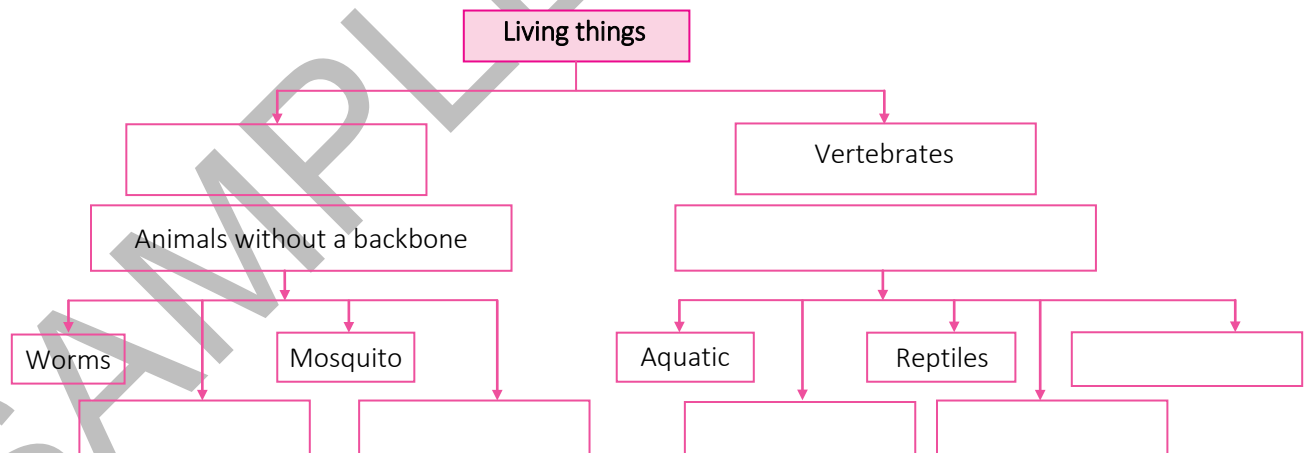 Living things
Vertebrates
Animals without a backbone
Worms
Mosquito
Aquatic
Reptiles
SAMPLE